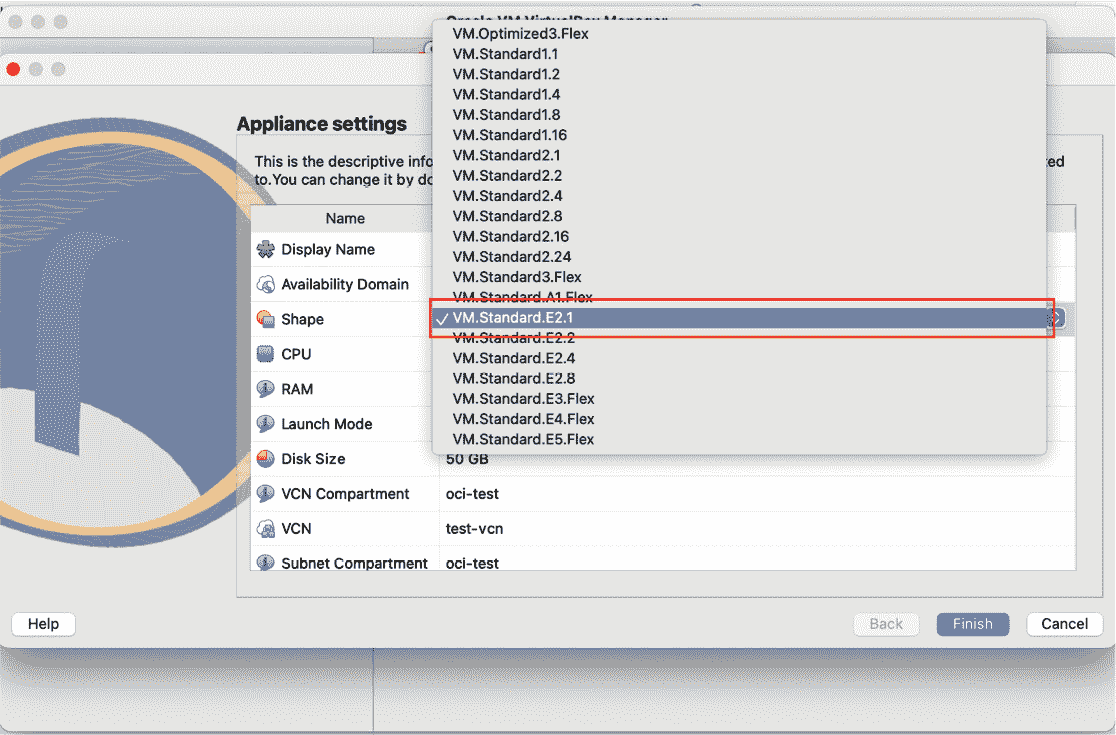 Oracle VM VirtualBox Manager
VM.Optimized3.Flex
VM.Standard1.1
VM.Standard1.2
VM.Standard1.4
VM.Standard1.8
VM.Standard1.16
VM.Standard2.1
VM.Standard2.2
VM.Standard2.4
VM.Standard2.8
VM.Standard2.16
VM.Standard2.24
VM.Standard3.Flex
VM.Standard.A1.Flex
VM.Standard.E2.1
VM.Standard.E2.2
VM.Standard.E2.4
VM.Standard.E2.8
VM.Standard.E3.Flex
VM.Standard.E4.Flex
VM.Standard.E5.Flex
Appliance settings
This is the descriptive
to.You can change it by
Name
Display Name
Availability Domain
Shape
CPU
RAM
Launch Mode
Disk Size 50 GB
VCN Compartment oci-test
VCN test-vcn
Subnet Compartment oci-test
Help
Back
Finish
Cancel